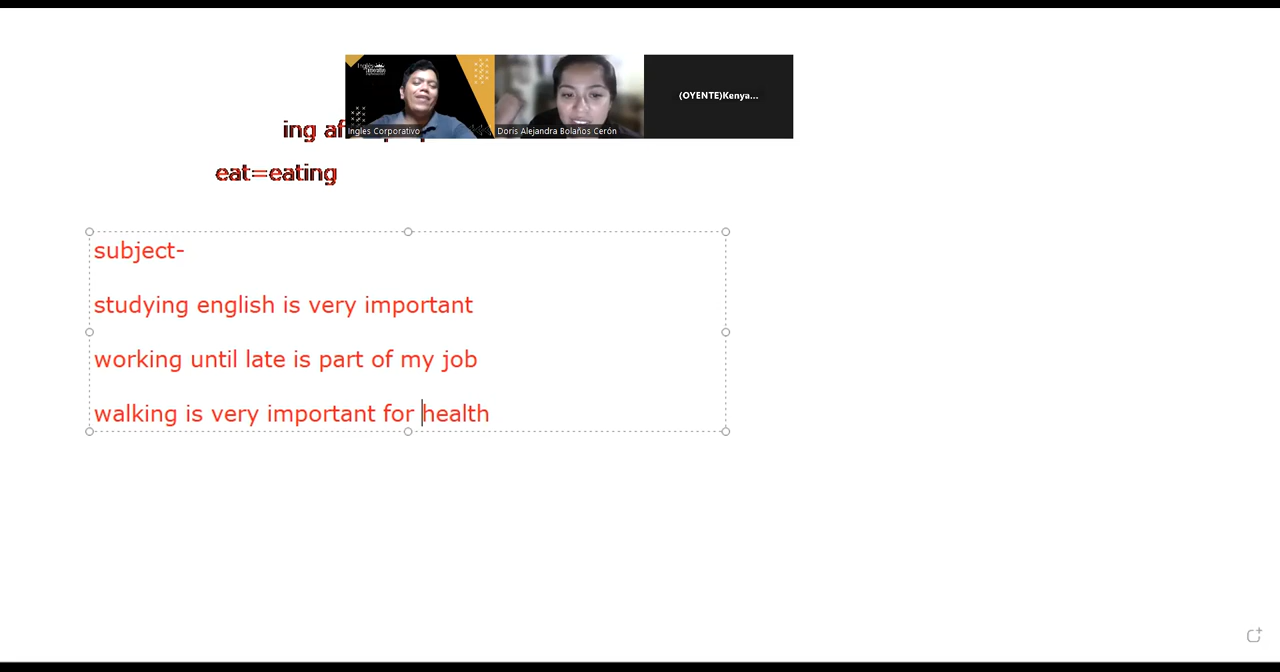 Ingles Corporativo
Doris Alejandra Bolaños Cerón
(OYENTE)Kenya...
ing
eat=eating
subject-
studying english is very important
working until late is part of my job
walking is very important for health